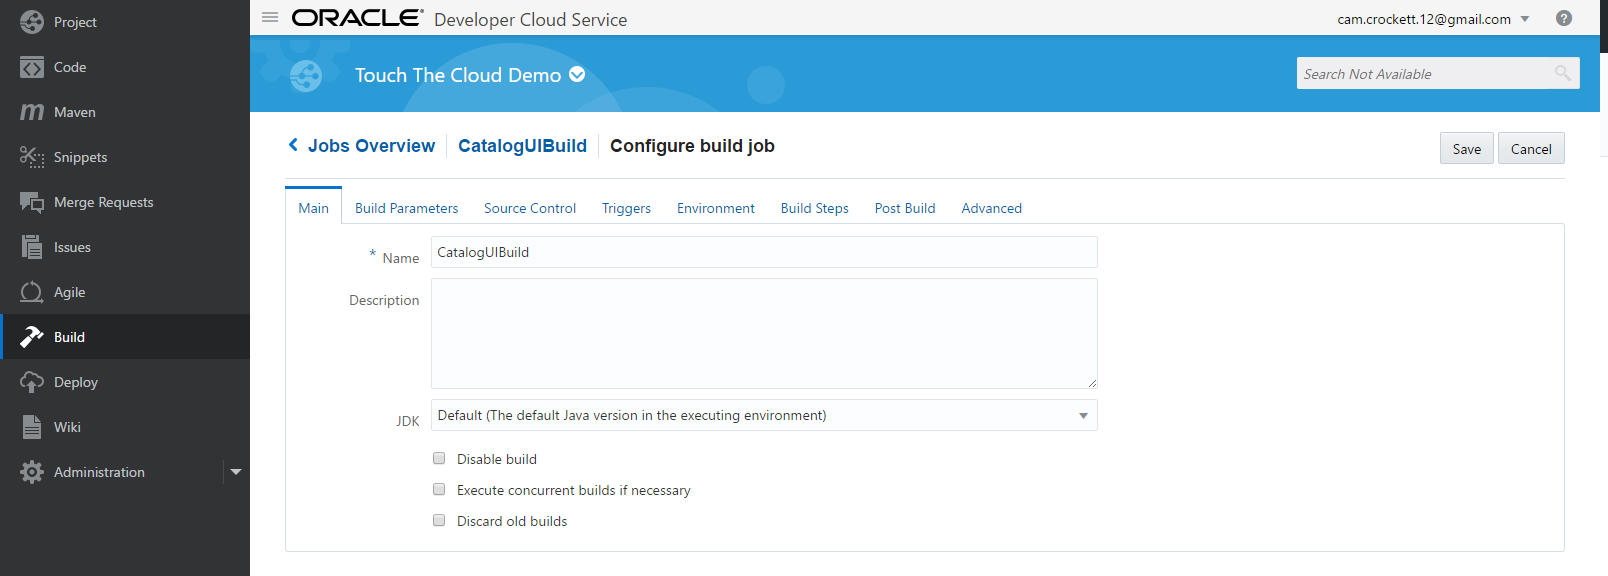 Project
Code
Maven
Snippets
Merge Requests
Issues
Agile
Build
Deploy
Wiki
Administration
ORACLE® Developer Cloud Service
cam.crockett.12@gmail.com ?
Touch The Cloud Demo
Search Not Available
Jobs Overview CatalogUIBuild Configure build job
Save Cancel
Main Build Parameters Source Control Triggers Environment Build Steps Post Build Advanced
* Name CatalogUIBuild
Description
JDK Default (The default Java version in the executing environment)
Disable build
Execute concurrent builds if necessary
Discard old builds